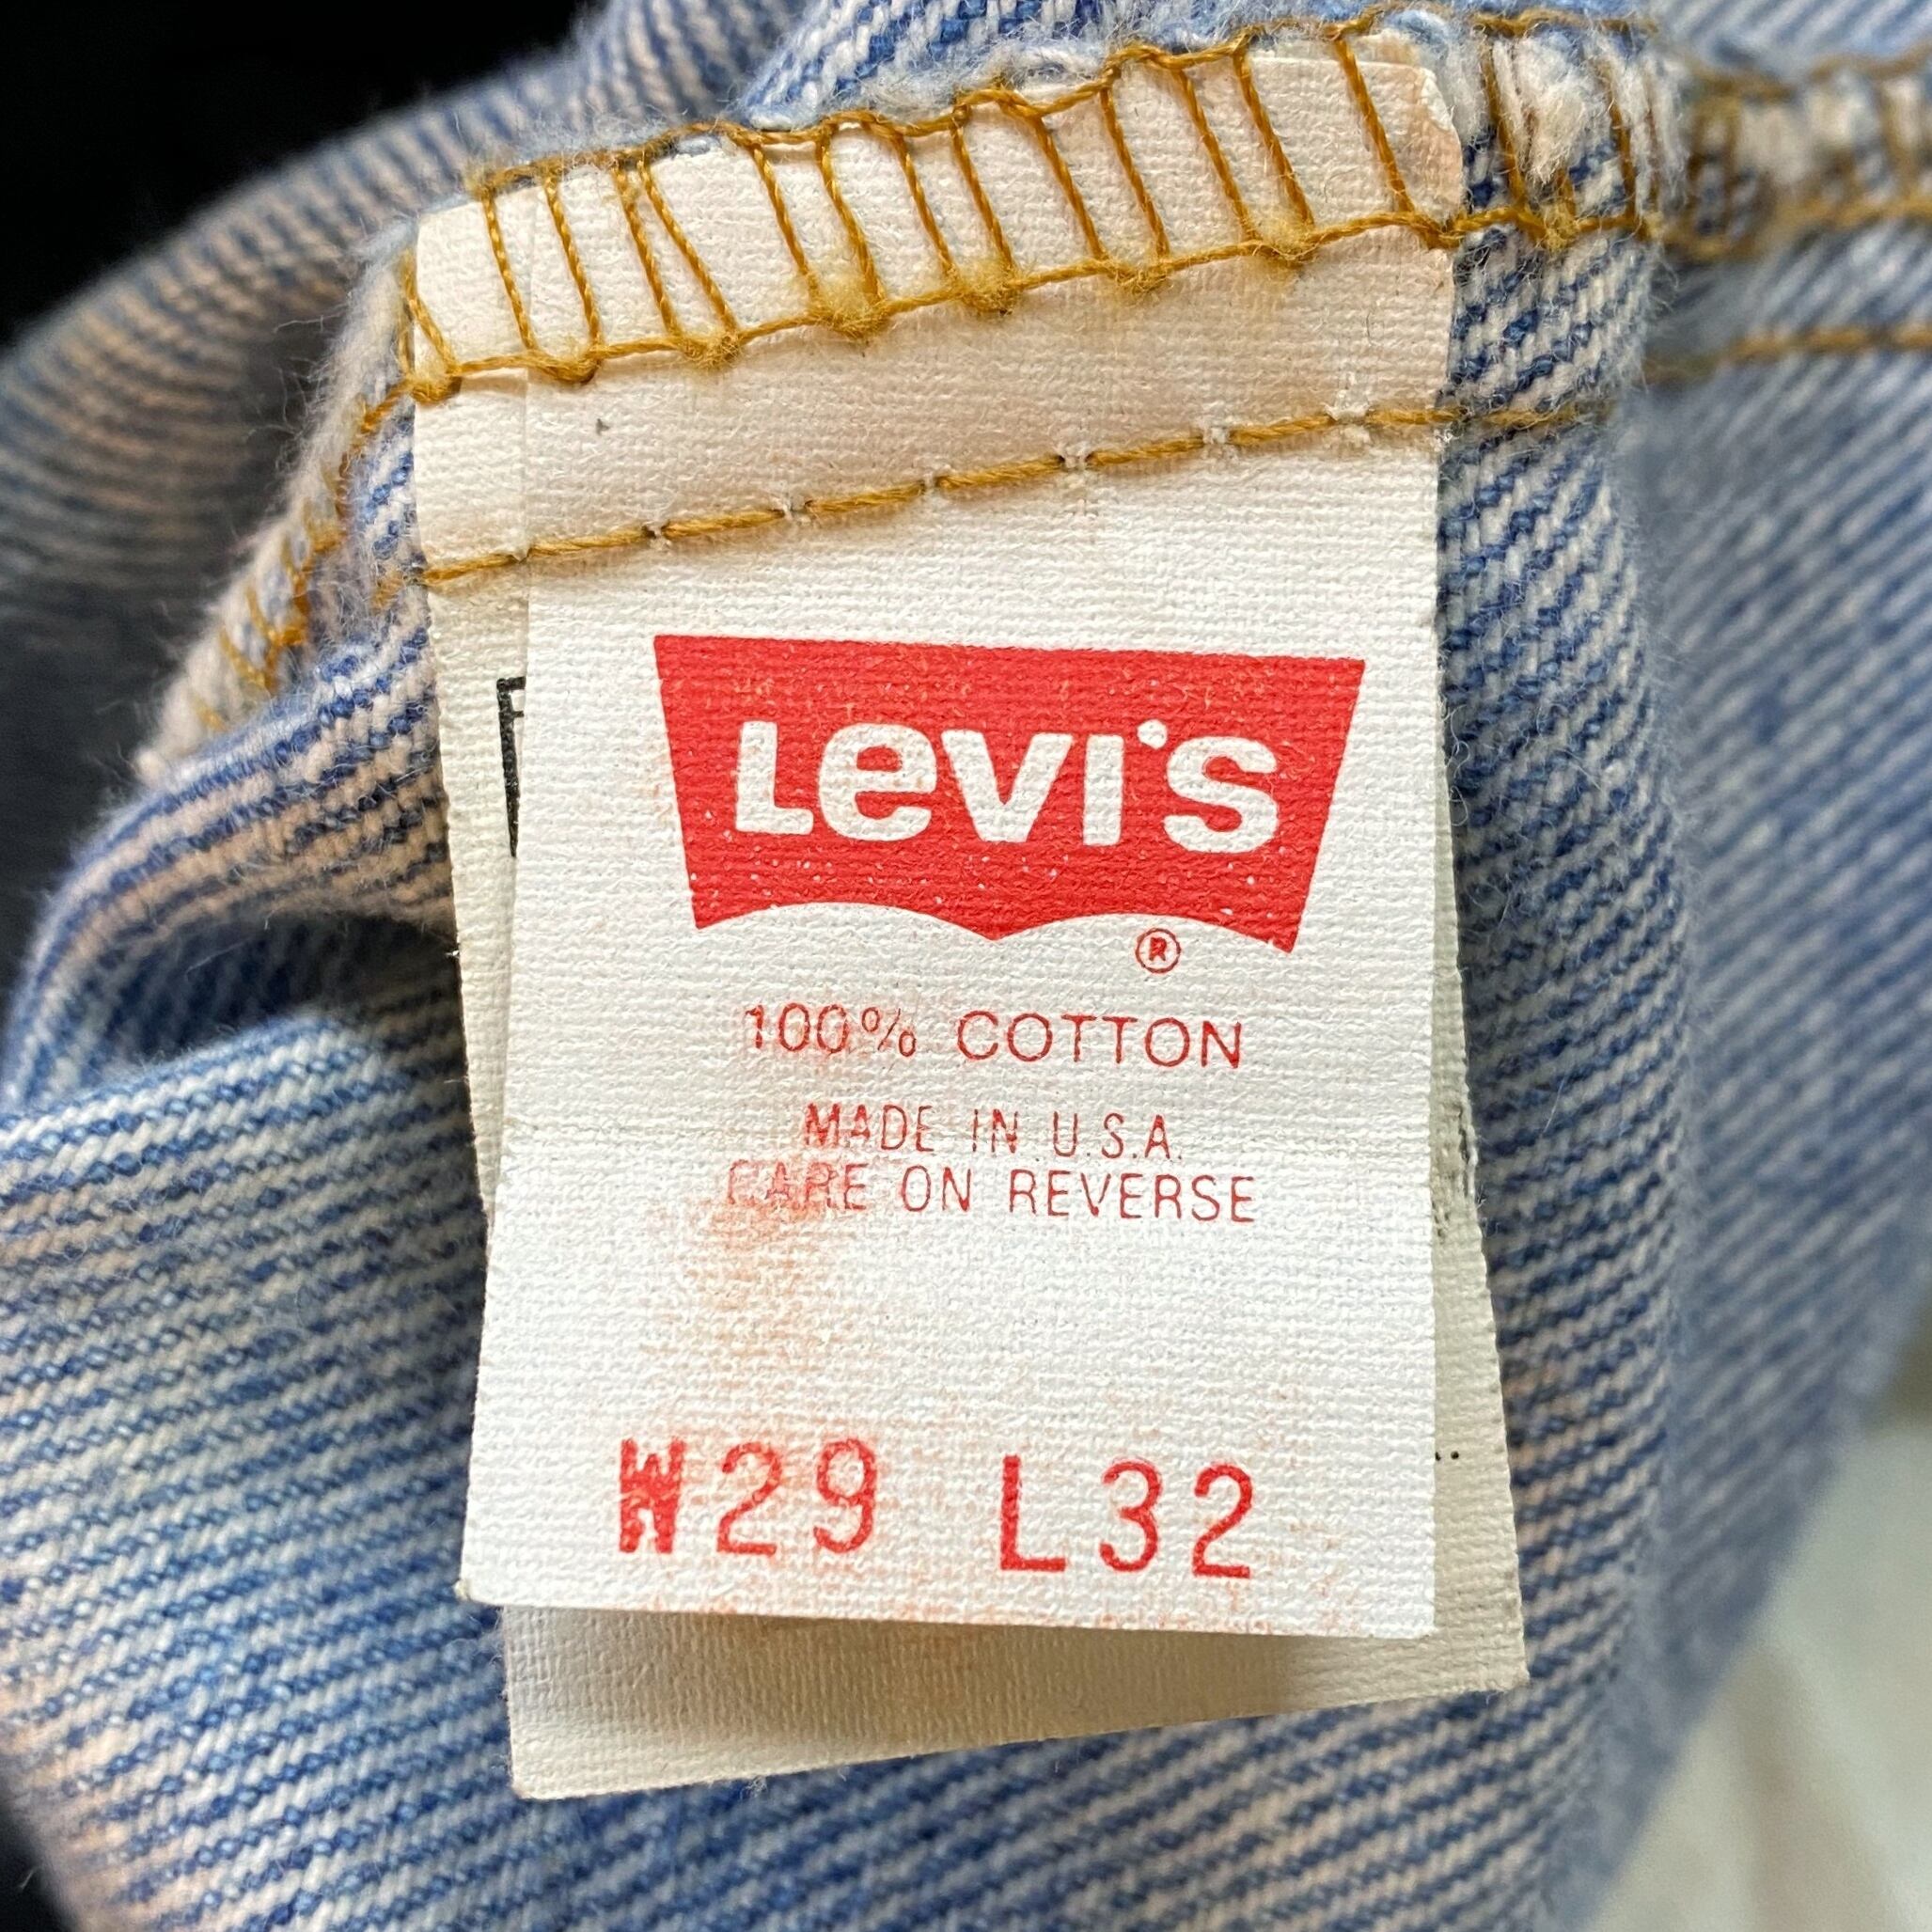 Levi's
®
100% COTTON
MADE IN U.S.A.
CARE ON REVERSE
W29 L32